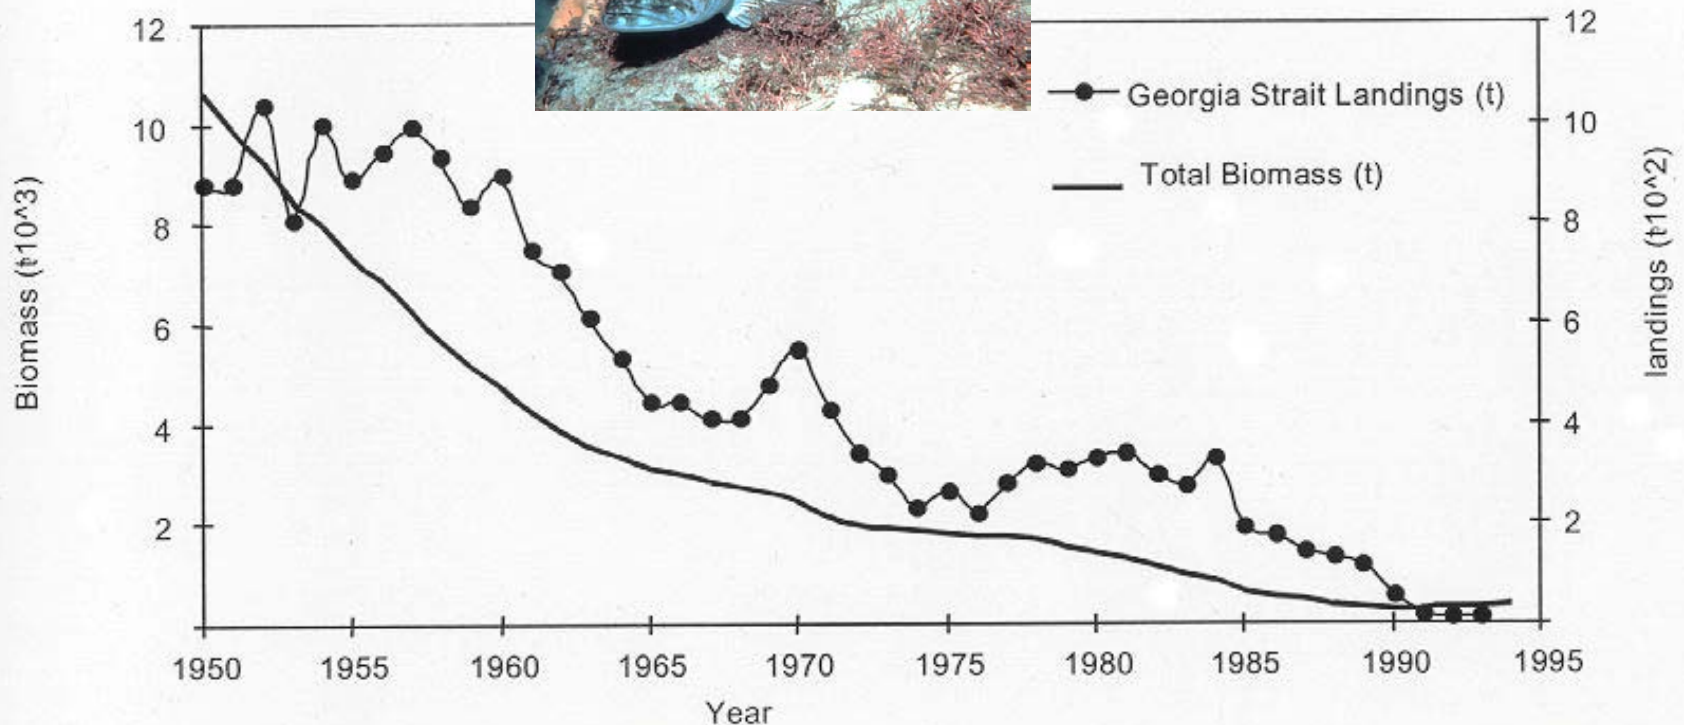 12
10
8
6
4
2
Biomass (t10^3)
Georgia Strait Landings (t)
Total Biomass (t)
12
10
8
6
4
2
landings (t10^2)
1950 1955 1960 1965 1970 1975 1980 1985 1990 1995
Year